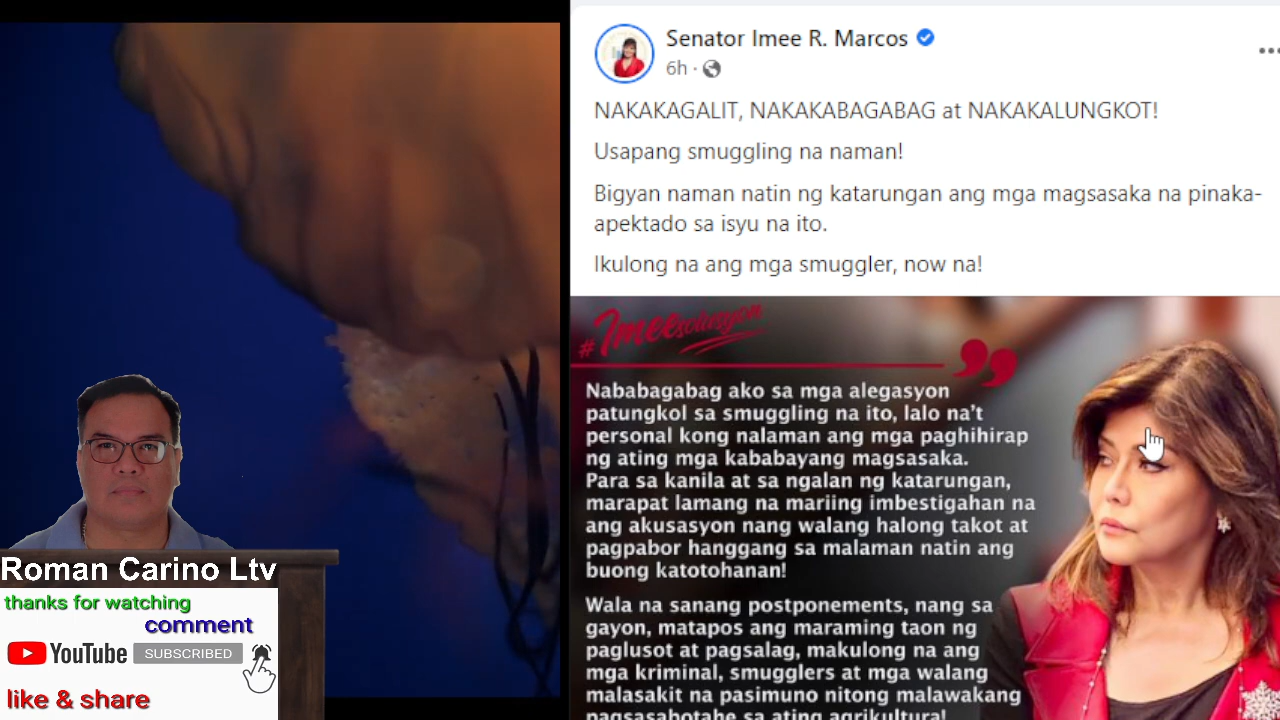 Senator Imee R. Marcos
6h ·
NAKAKAGALIT, NAKAKABAGABAG at NAKAKALUNGKOT!
Usapang smuggling na naman!
Bigyan naman natin ng katarungan ang mga magsasaka na pinaka-
apektado sa isyu na ito.
Ikulong na ang mga smuggler, now na!
#Imeesolusyon
Nababagabag ako sa mga alegasyon
patungkol sa smuggling na ito, lalo na't
personal kong nalaman ang mga paghihirap
ng ating mga kababayang magsasaka.
Para sa kanila at sa ngalan ng katarungan,
marapat lamang na mariing imbestigahan na
ang akusasyon nang walang halong takot at
pagpabor hanggang sa malaman natin ang
buong katotohanan!
Wala na sanang postponements, nang sa
gayon, matapos ang maraming taon ng
paglusot at pagsalag, makulong na ang
mga kriminal, smugglers at mga walang
malasakit na pasimuno nitong malawakang
pagsasabotahe sa ating agrikultura!
Roman Carino Ltv
thanks for watching
comment
YouTube SUBSCRIBED
like & share